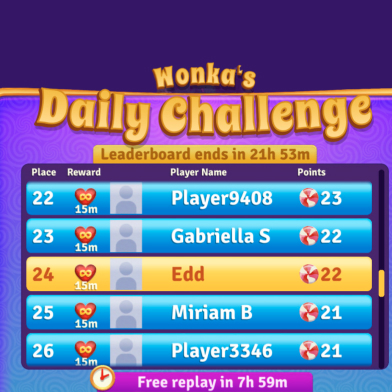 Wonka's
Daily Challenge
Leaderboard ends in 21h 53m
Place Reward Player Name Points
22 15m Player9408 23
23 15m Gabriella S 22
24 15m Edd 22
25 15m Miriam B 21
26 15m Player3346 21
Free replay in 7h 59m